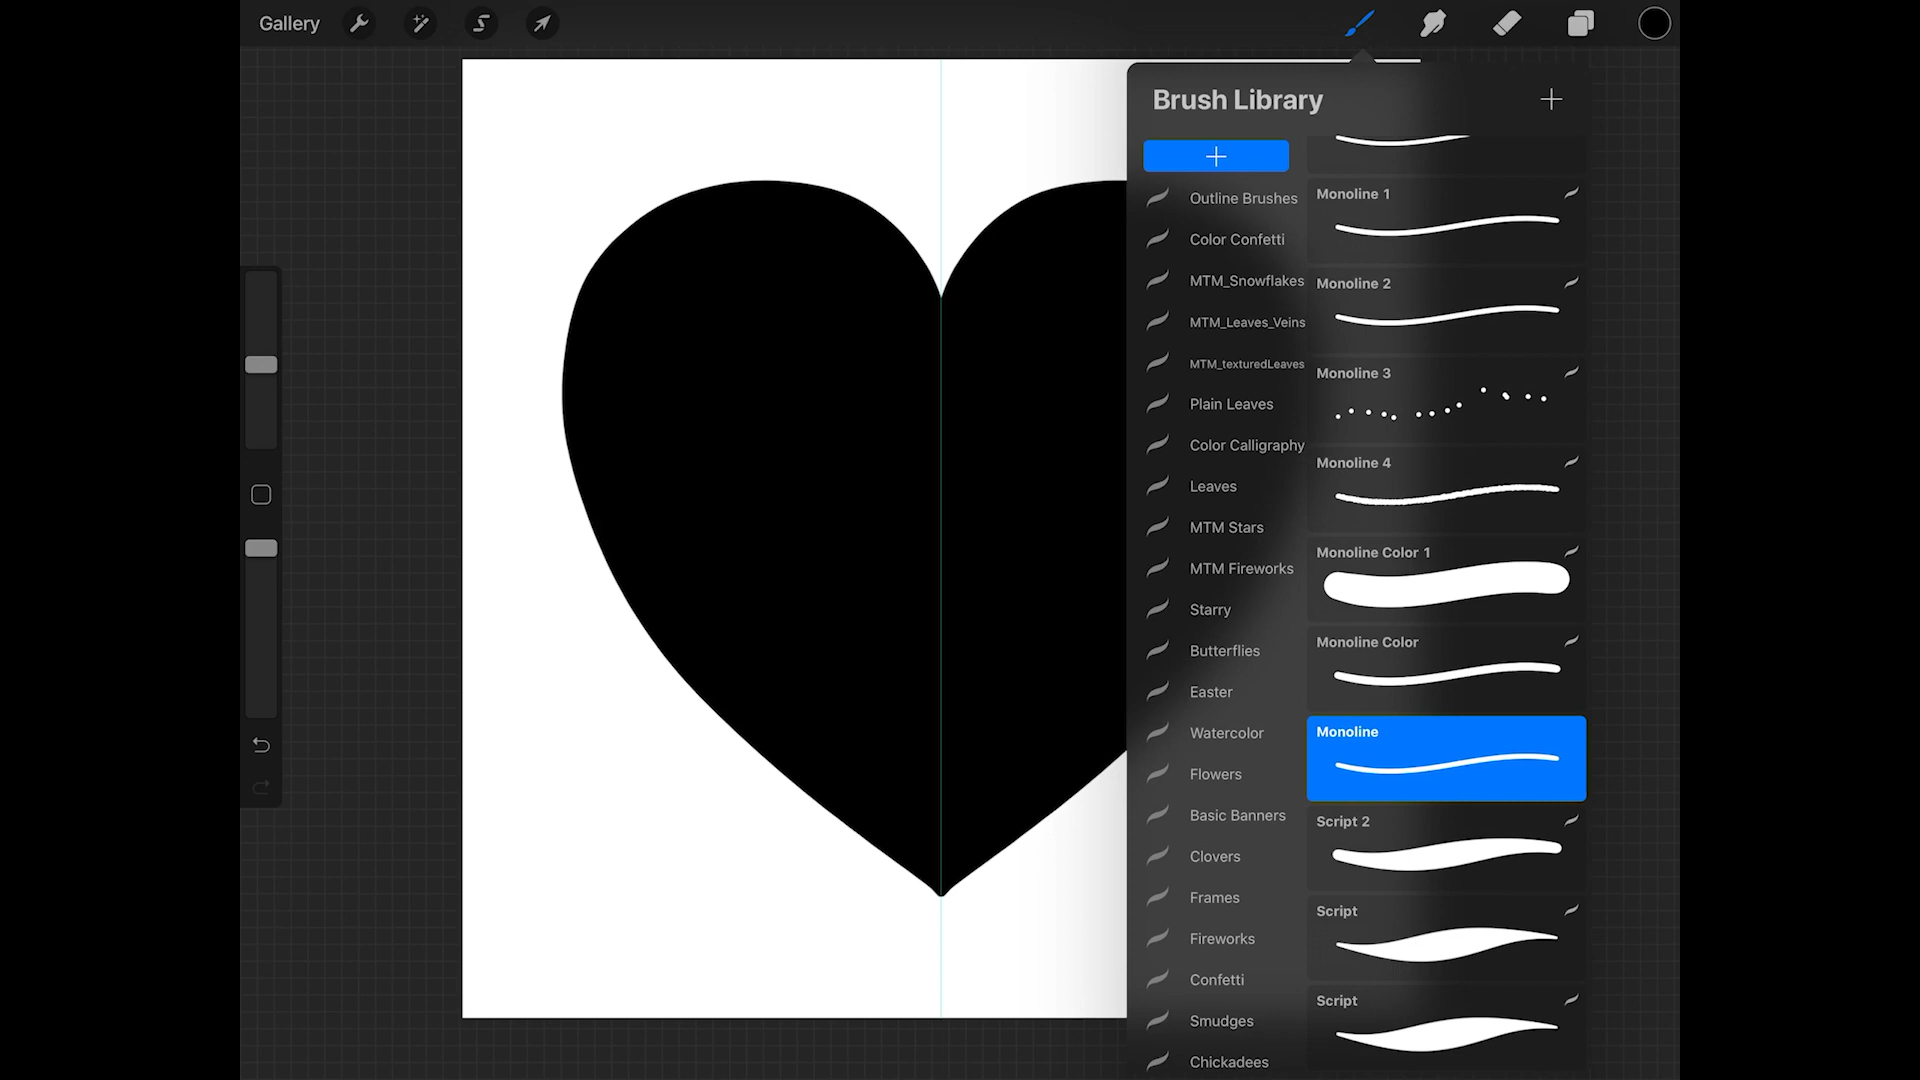 Gallery
Brush Library
Outline Brushes
Color Confetti
MTM_Snowflakes
MTM_Leaves_Veins
MTM_texturedLeaves
Plain Leaves
Color Calligraphy
Leaves
MTM Stars
MTM Fireworks
Starry
Butterflies
Easter
Watercolor
Flowers
Basic Banners
Clovers
Frames
Fireworks
Confetti
Smudges
Chickadees
Monoline 1
Monoline 2
Monoline 3
Monoline 4
Monoline Color 1
Monoline Color
Monoline
Script 2
Script
Script